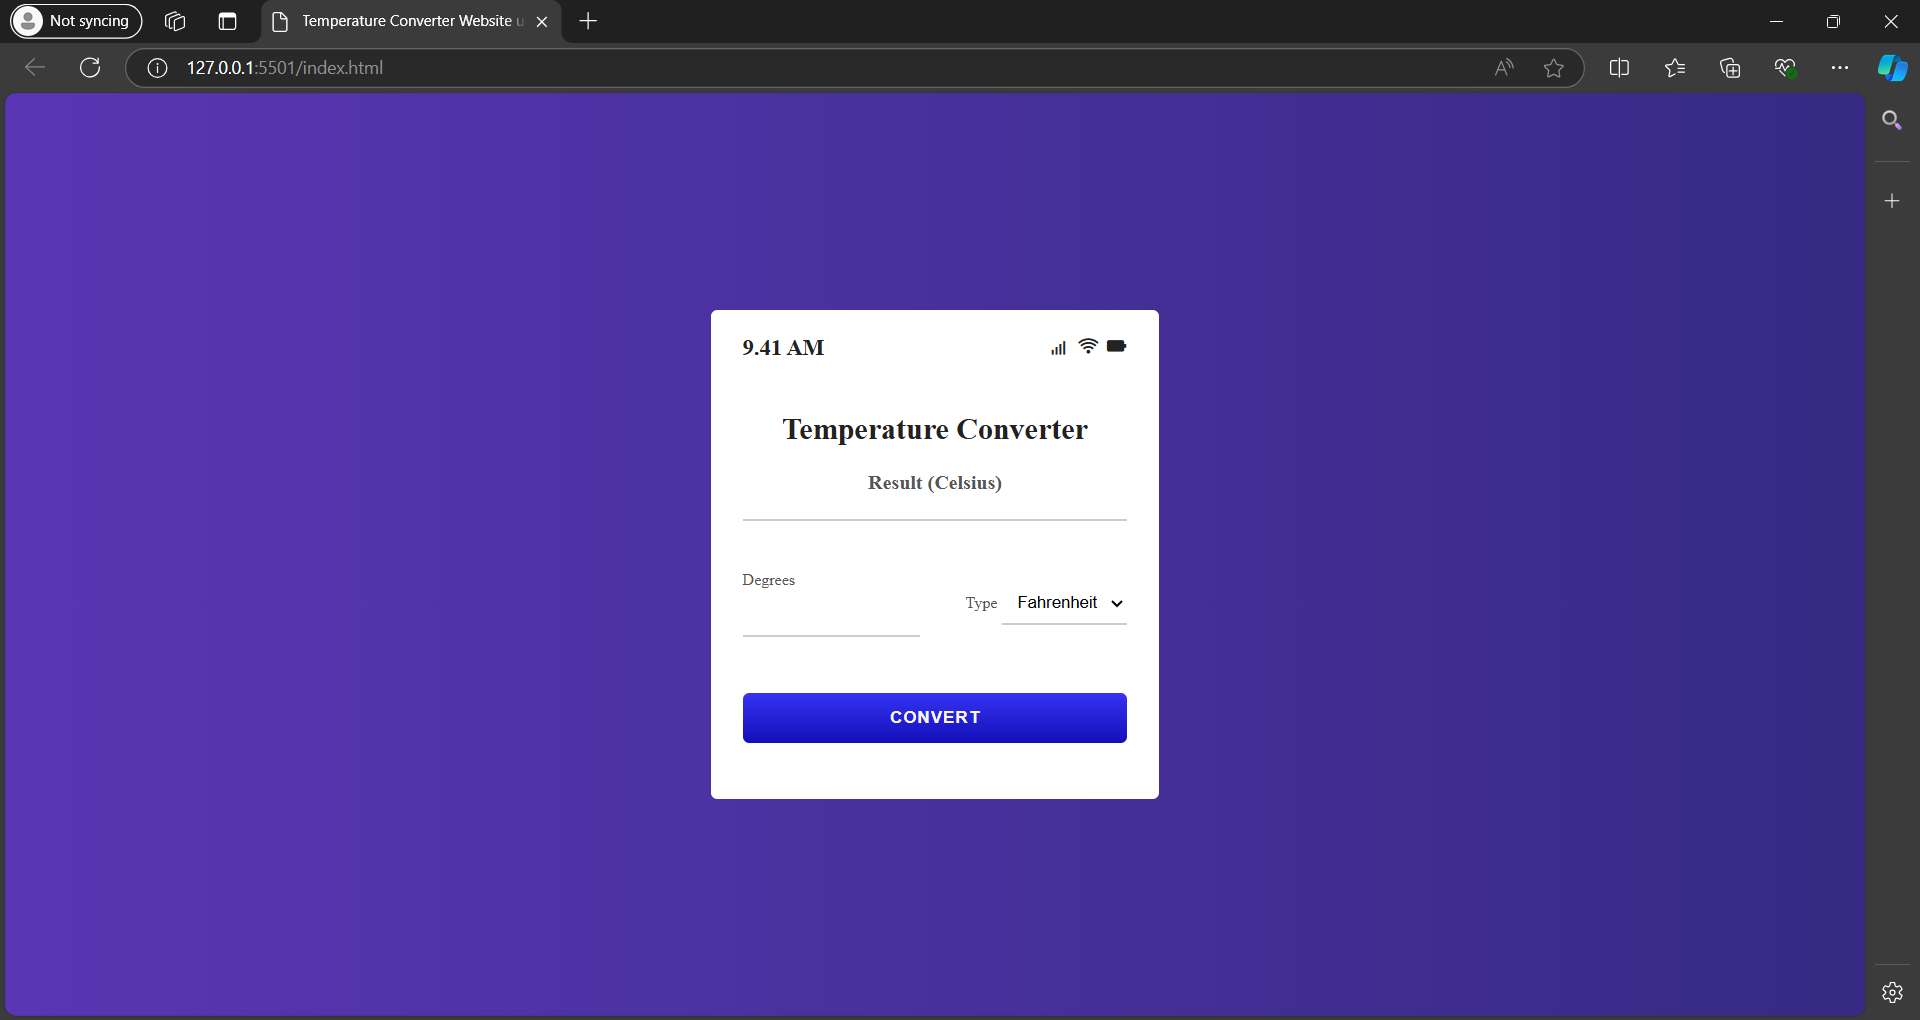 Not syncing
Temperature Converter Website u
127.0.0.1:5501/index.html
9.41 AM
Temperature Converter
Result (Celsius)
Degrees
Type Fahrenheit
CONVERT